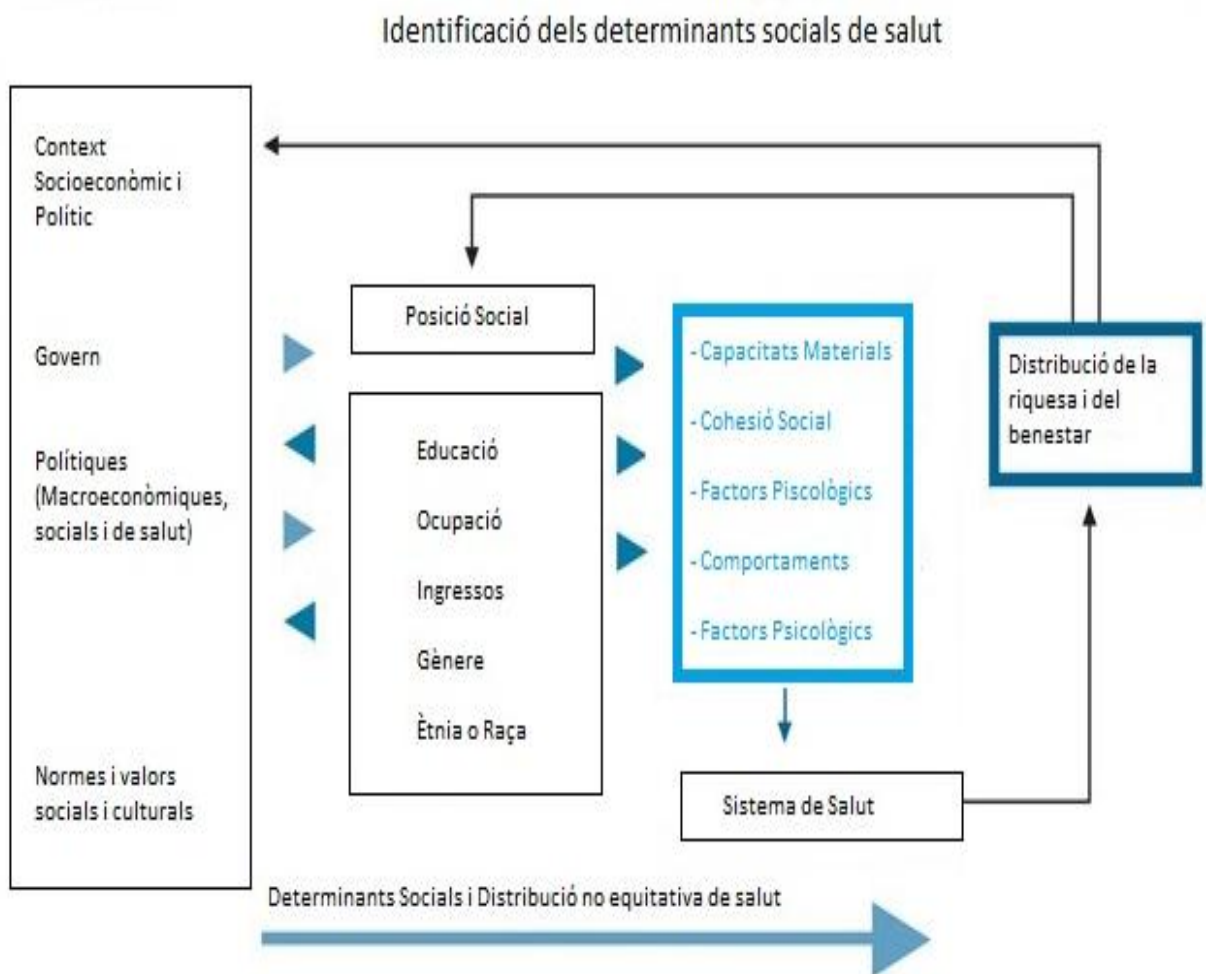 Identificació dels determinants socials de salut
Context
Socioeconòmic i
Polític
Govern
Polítiques
(Macroeconòmiques,
socials i de salut)
Normes i valors
socials i culturals
Posició Social
Educació
Ocupació
Ingressos
Gènere
Ètnia o Raça
- Capacitats Materials
- Cohesió Social
- Factors Piscològics
- Comportaments
- Factors Psicològics
Sistema de Salut
Distribució de la
riquesa i del
benestar
Determinants Socials i Distribució no equitativa de salut